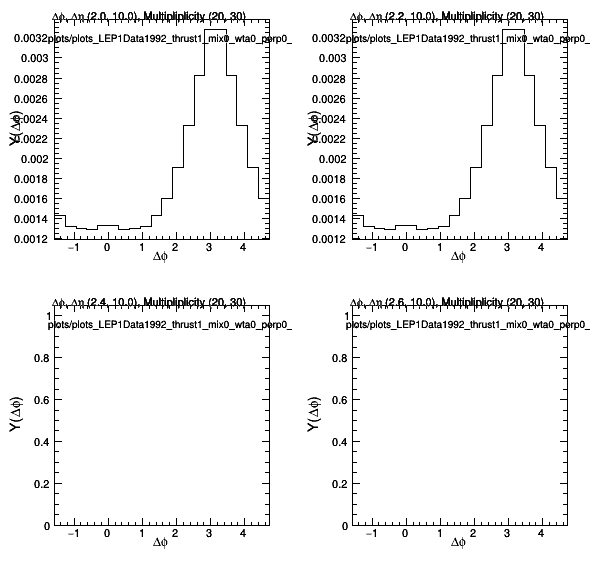 Δϕ, Δη (2.0, 10.0), Multipliplicity (20, 30)
plots/plots_LEP1Data1992_thrust1_mix0_wta0_perp0_
Y(Δϕ)
0.0032
0.003
0.0028
0.0026
0.0024
0.0022
0.002
0.0018
0.0016
0.0014
0.0012
−1 0 1 2 3 4
Δϕ
Δϕ, Δη (2.2, 10.0), Multipliplicity (20, 30)
plots/plots_LEP1Data1992_thrust1_mix0_wta0_perp0_
Y(Δϕ)
0.0032
0.003
0.0028
0.0026
0.0024
0.0022
0.002
0.0018
0.0016
0.0014
0.0012
−1 0 1 2 3 4
Δϕ
Δϕ, Δη (2.4, 10.0), Multipliplicity (20, 30)
plots/plots_LEP1Data1992_thrust1_mix0_wta0_perp0_
Y(Δϕ)
1
0.8
0.6
0.4
0.2
0
−1 0 1 2 3 4
Δϕ
Δϕ, Δη (2.6, 10.0), Multipliplicity (20, 30)
plots/plots_LEP1Data1992_thrust1_mix0_wta0_perp0_
Y(Δϕ)
1
0.8
0.6
0.4
0.2
0
−1 0 1 2 3 4
Δϕ